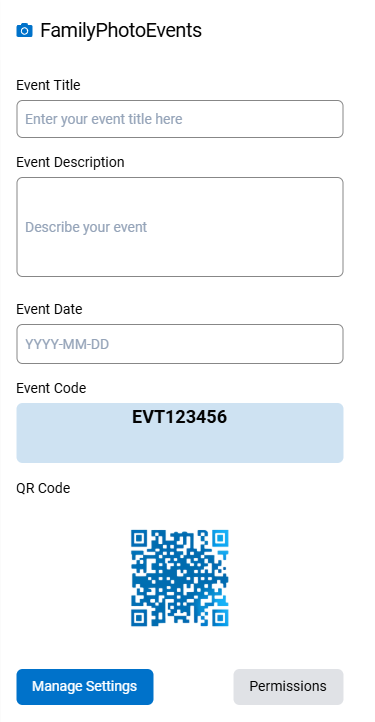 FamilyPhotoEvents
Event Title
Enter your event title here
Event Description
Describe your event
Event Date
YYYY-MM-DD
Event Code
EVT123456
QR Code
Manage Settings
Permissions